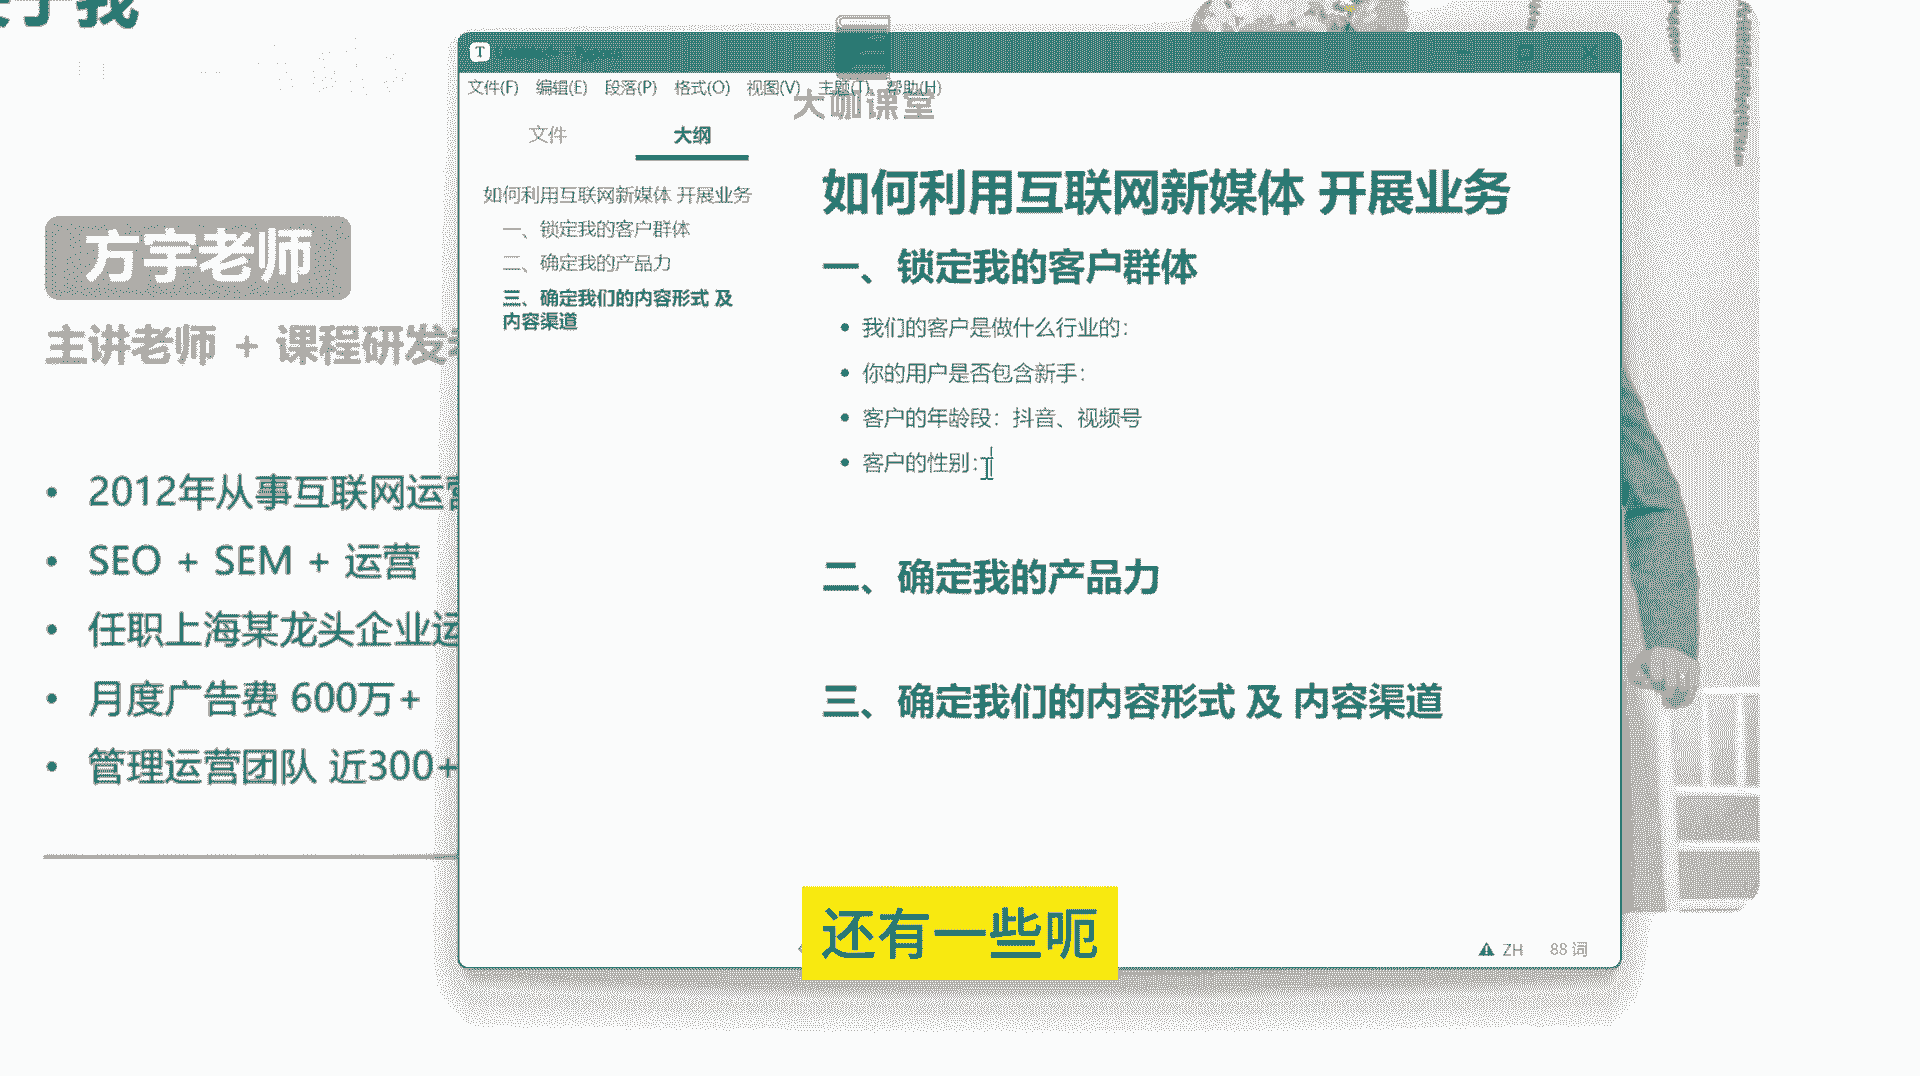 方宇老师
主讲老师 + 课程研发
2012年从事互联网运营
SEO + SEM + 运营
任职上海某龙头企业运
月度广告费 600万+
管理运营团队 近300+
T
文件(F) 编辑(E) 段落(P) 格式(O) 视图(V) 主题(T) 帮助(H)
大咖课堂
文件 大纲
如何利用互联网新媒体 开展业务
一、锁定我的客户群体
二、确定我的产品力
三、确定我们的内容形式 及
内容渠道
如何利用互联网新媒体 开展业务
一、锁定我的客户群体
我们的客户是做什么行业的：
你的用户是否包含新手：
客户的年龄段：抖音、视频号
客户的性别：
二、确定我的产品力
三、确定我们的内容形式 及 内容渠道
还有一些呃
ZH 88 词